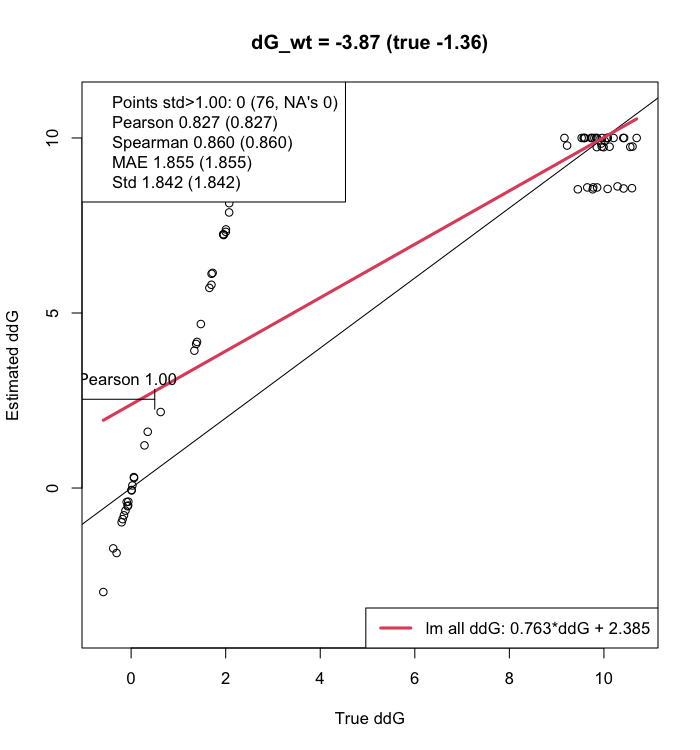 dG_wt = -3.87 (true -1.36)
Points std>1.00: 0 (76, NA's 0)
Pearson 0.827 (0.827)
Spearman 0.860 (0.860)
MAE 1.855 (1.855)
Std 1.842 (1.842)
10
5
0
Estimated ddG
Pearson 1.00
lm all ddG: 0.763*ddG + 2.385
0 2 4 6 8 10
True ddG